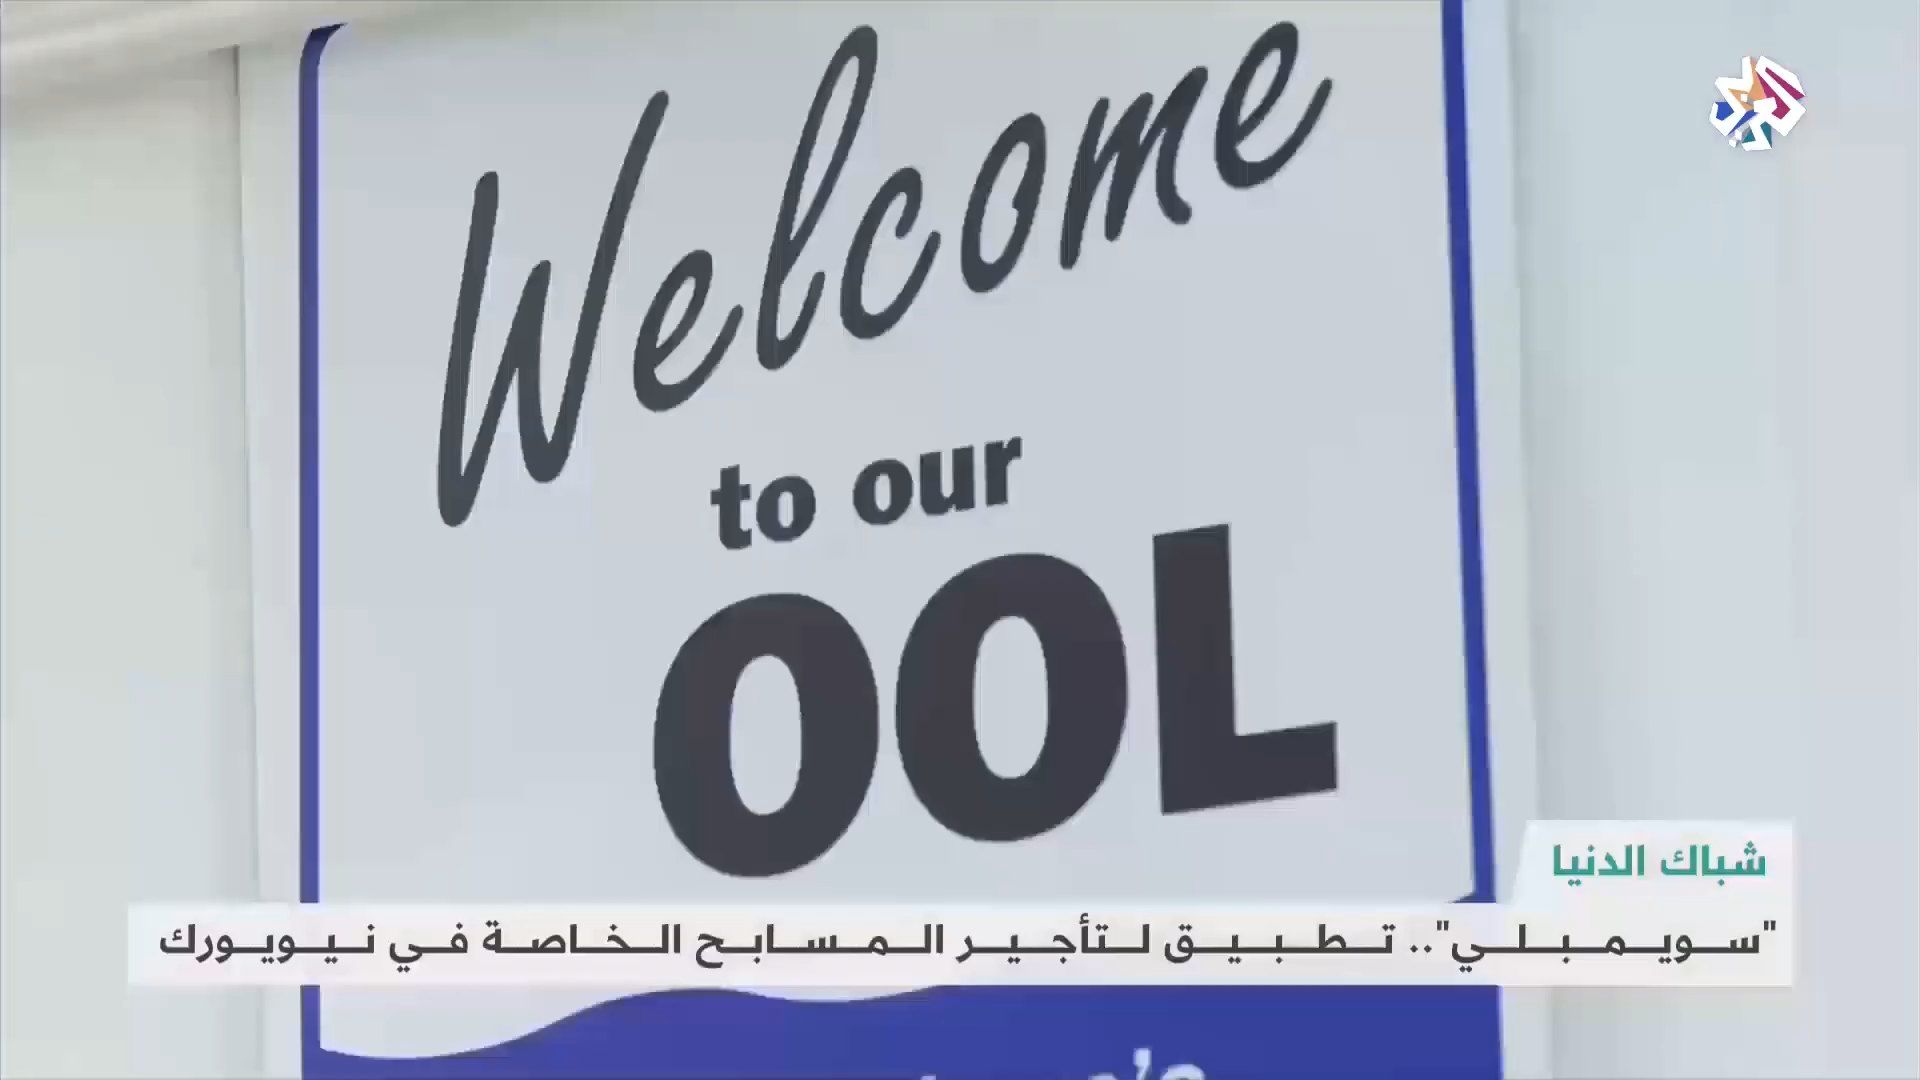 Welcome
to our
OOL
شباك الدنيا
"سويمبلي".. تطبيق لتأجير المسابح الخاصة في نيويورك